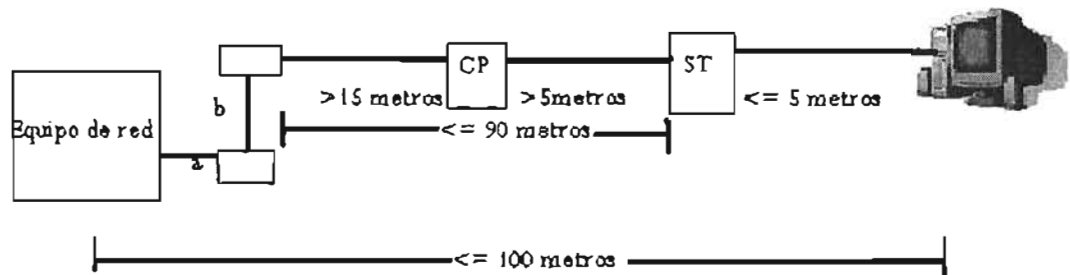 CP
ST
>15 metros
>5metros
<= 5 metros
b
Equipo de red
<= 90 metros
a
<= 100 metros